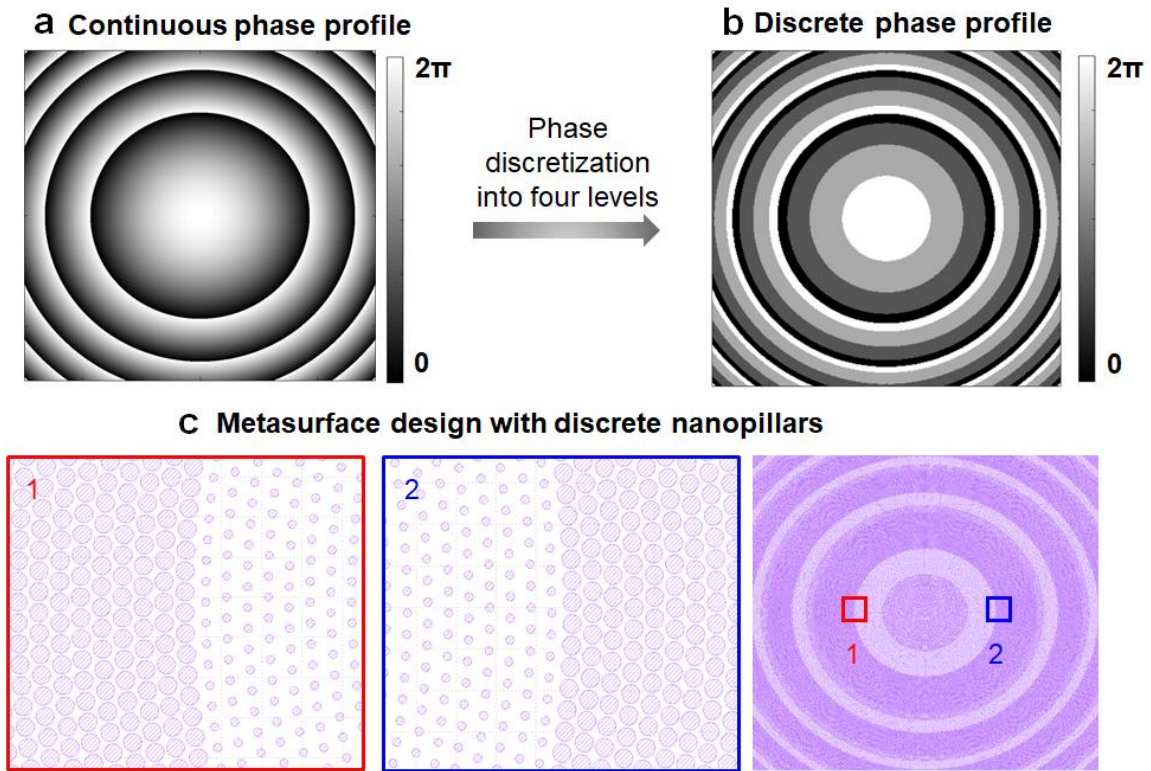 a Continuous phase profile
b Discrete phase profile
2π
0
Phase
discretization
into four levels
2π
0
c Metasurface design with discrete nanopillars
1
2
1
2